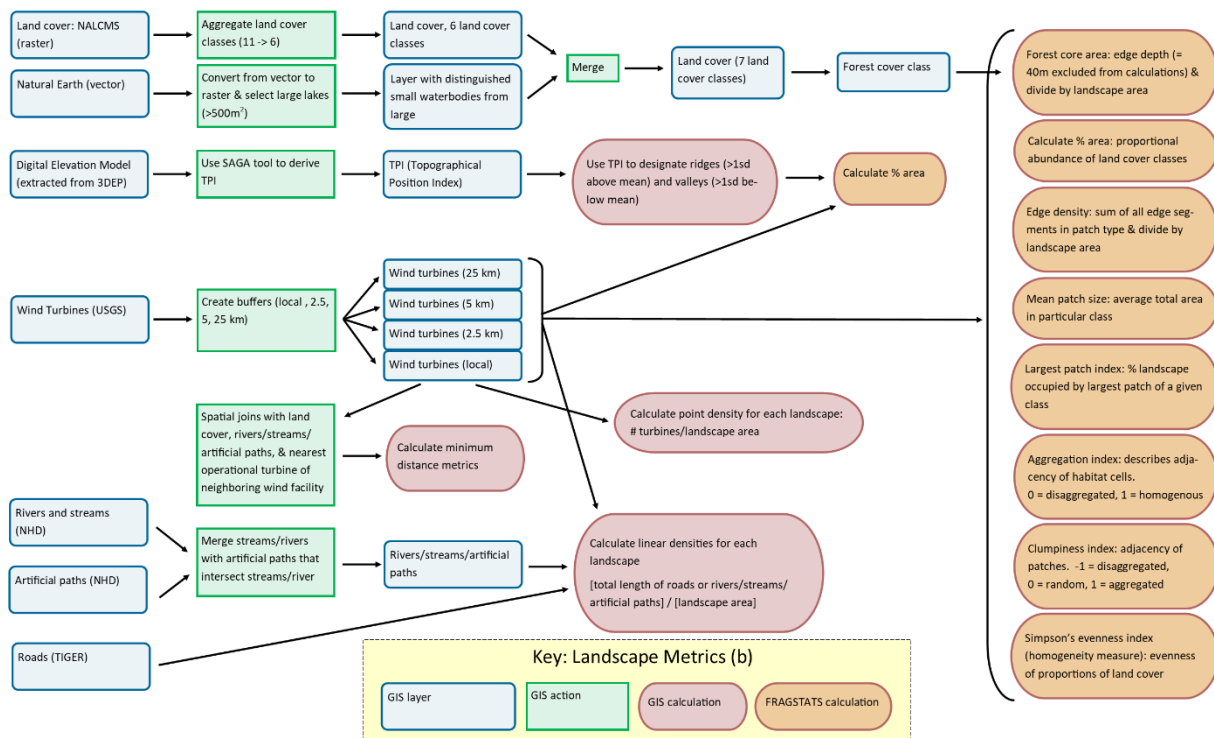 Land cover: NALCMS
(raster)
Aggregate land cover
classes (11 -> 6)
Land cover, 6 land cover
classes
Merge
Land cover (7 land
cover classes)
Forest cover class
Natural Earth (vector)
Convert from vector to
raster & select large lakes
(>500m²)
Layer with distinguished
small waterbodies from
large
Digital Elevation Model
(extracted from 3DEP)
Use SAGA tool to derive
TPI
TPI (Topographical
Position Index)
Use TPI to designate ridges (>1sd
above mean) and valleys (>1sd be-
low mean)
Calculate % area
Wind Turbines (USGS)
Create buffers (local , 2.5,
5, 25 km)
Wind turbines (25 km)
Wind turbines (5 km)
Wind turbines (2.5 km)
Wind turbines (local)
Spatial joins with land
cover, rivers/streams/
artificial paths, & nearest
operational turbine of
neighboring wind facility
Calculate minimum
distance metrics
Calculate point density for each landscape:
# turbines/landscape area
Rivers and streams
(NHD)
Artificial paths (NHD)
Merge streams/rivers
with artificial paths that
intersect streams/river
Rivers/streams/artificial
paths
Calculate linear densities for each
landscape
[total length of roads or rivers/streams/
artificial paths] / [landscape area]
Roads (TIGER)
Forest core area: edge depth (=
40m excluded from calculations) &
divide by landscape area
Calculate % area: proportional
abundance of land cover classes
Edge density: sum of all edge seg-
ments in patch type & divide by
landscape area
Mean patch size: average total area
in particular class
Largest patch index: % landscape
occupied by largest patch of a given
class
Aggregation index: describes adja-
cency of habitat cells.
0 = disaggregated, 1 = homogenous
Clumpiness index: adjacency of
patches. -1 = disaggregated,
0 = random, 1 = aggregated
Simpson's evenness index
(homogeneity measure): evenness
of proportions of land cover
Key: Landscape Metrics (b)
GIS layer
GIS action
GIS calculation
FRAGSTATS calculation